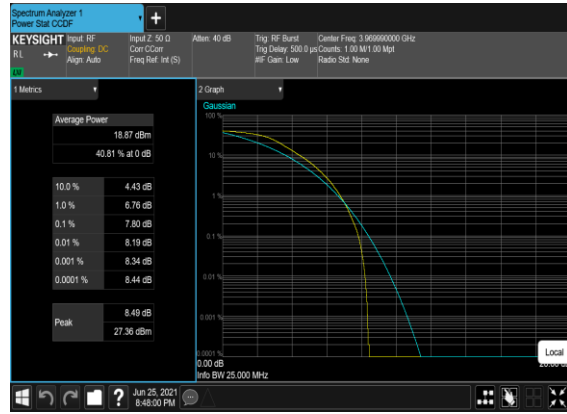 Spectrum Analyzer 1
Power Stat CCDF
+
KEYSIGHT
RL
Input: RF
Coupling: DC
Align: Auto
Input Z: 50 Ω
Corr CCorr
Freq Ref: Int (S)
Atten: 40 dB
Trig: RF Burst
Trig Delay: 500.0 µs
#IF Gain: Low
Center Freq: 3.969990000 GHz
Counts: 1.00 M/1.00 Mpt
Radio Std: None
1 Metrics
Average Power
18.87 dBm
40.81 % at 0 dB
10.0 % 4.43 dB
1.0 % 6.76 dB
0.1 % 7.80 dB
0.01 % 8.19 dB
0.001 % 8.34 dB
0.0001 % 8.44 dB
Peak
8.49 dB
27.36 dBm
2 Graph
Gaussian
100 %
10 %
1 %
0.1 %
0.01 %
0.001 %
0.0001 %
0.00 dB
Info BW 25.000 MHz
Local
?
Jun 25, 2021
8:48:00 PM